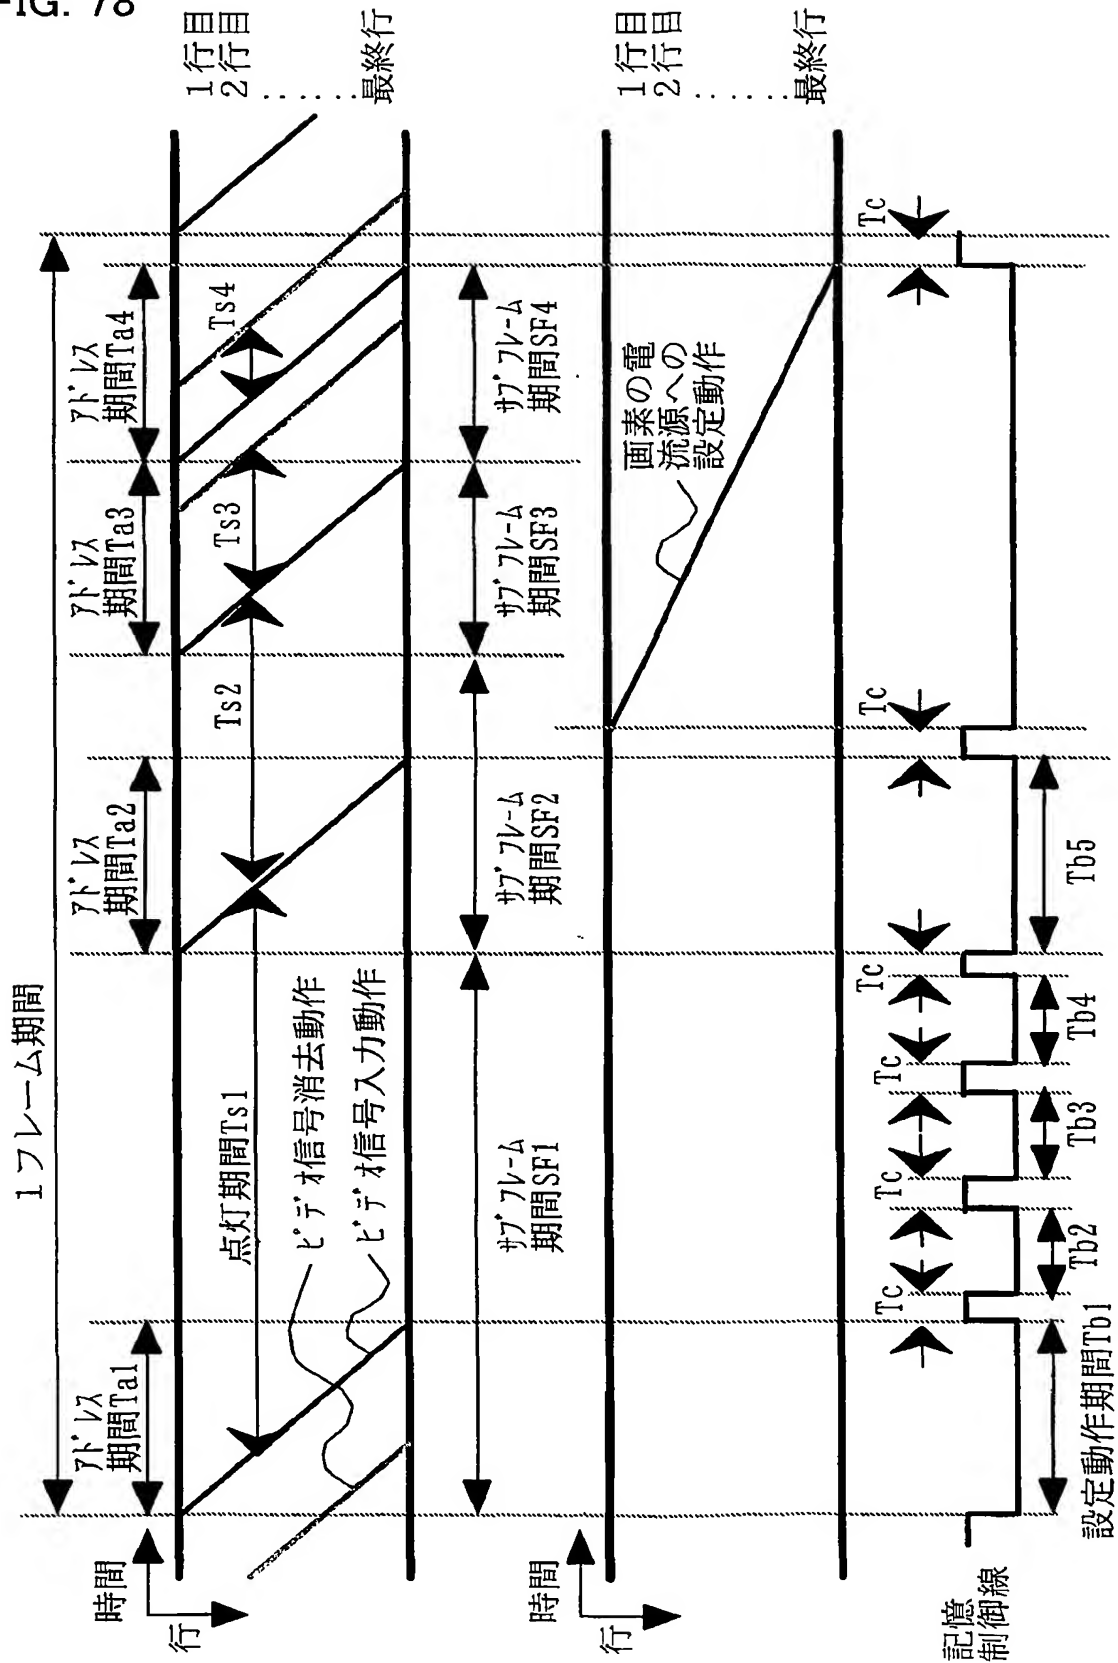 FIG. 78
1フレーム期間
アドレス
期間Ta1
アドレス
期間Ta2
アドレス
期間Ta3
アドレス
期間Ta4
時間
行
点灯期間Ts1
Ts2
Ts3
Ts4
ビデオ信号消去動作
ビデオ信号入力動作
1行目
2行目
......
最終行
サブフレーム
期間SF1
サブフレーム
期間SF2
サブフレーム
期間SF3
サブフレーム
期間SF4
時間
行
画素の電
流源への
設定動作
1行目
2行目
......
最終行
記憶
制御線
Tc
Tc
Tc
Tc
Tc
Tc
設定動作期間Tb1
Tb2
Tb3
Tb4
Tb5